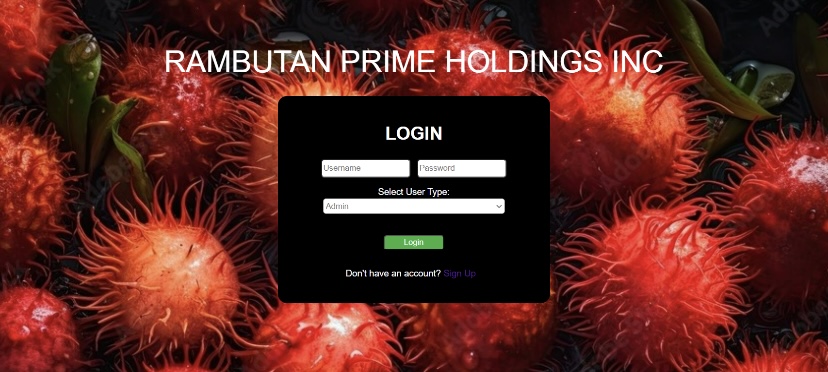 RAMBUTAN PRIME HOLDINGS INC
LOGIN
Username Password
Select User Type:
Admin
Login
Don't have an account? Sign Up